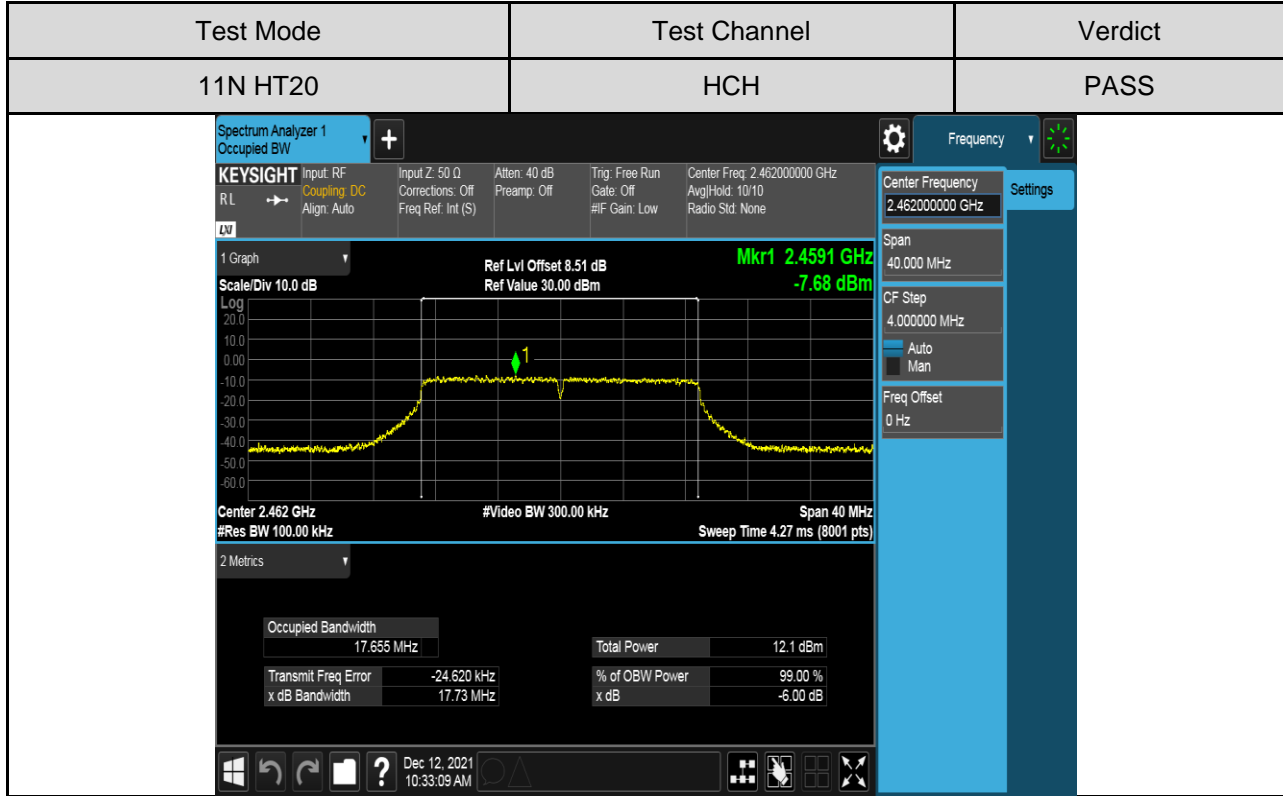 Test Mode Test Channel Verdict
11N HT20 HCH PASS
Spectrum Analyzer 1
Occupied BW
+
Frequency
KEYSIGHT
RL
LXI
Input: RF
Coupling: DC
Align: Auto
Input Z: 50 Ω
Corrections: Off
Freq Ref: Int (S)
Atten: 40 dB
Preamp: Off
Trig: Free Run
Gate: Off
#IF Gain: Low
Center Freq: 2.462000000 GHz
Avg|Hold: 10/10
Radio Std: None
Center Frequency
2.462000000 GHz
Settings
Span
40.000 MHz
CF Step
4.000000 MHz
Auto
Man
Freq Offset
0 Hz
1 Graph
Scale/Div 10.0 dB
Ref Lvl Offset 8.51 dB
Ref Value 30.00 dBm
Mkr1 2.4591 GHz
-7.68 dBm
Log
20.0
10.0
0.00
-10.0
-20.0
-30.0
-40.0
-50.0
-60.0
1
Center 2.462 GHz #Video BW 300.00 kHz Span 40 MHz
#Res BW 100.00 kHz Sweep Time 4.27 ms (8001 pts)
2 Metrics
Occupied Bandwidth
17.655 MHz
Total Power 12.1 dBm
Transmit Freq Error -24.620 kHz % of OBW Power 99.00 %
x dB Bandwidth 17.73 MHz x dB -6.00 dB
?
Dec 12, 2021
10:33:09 AM